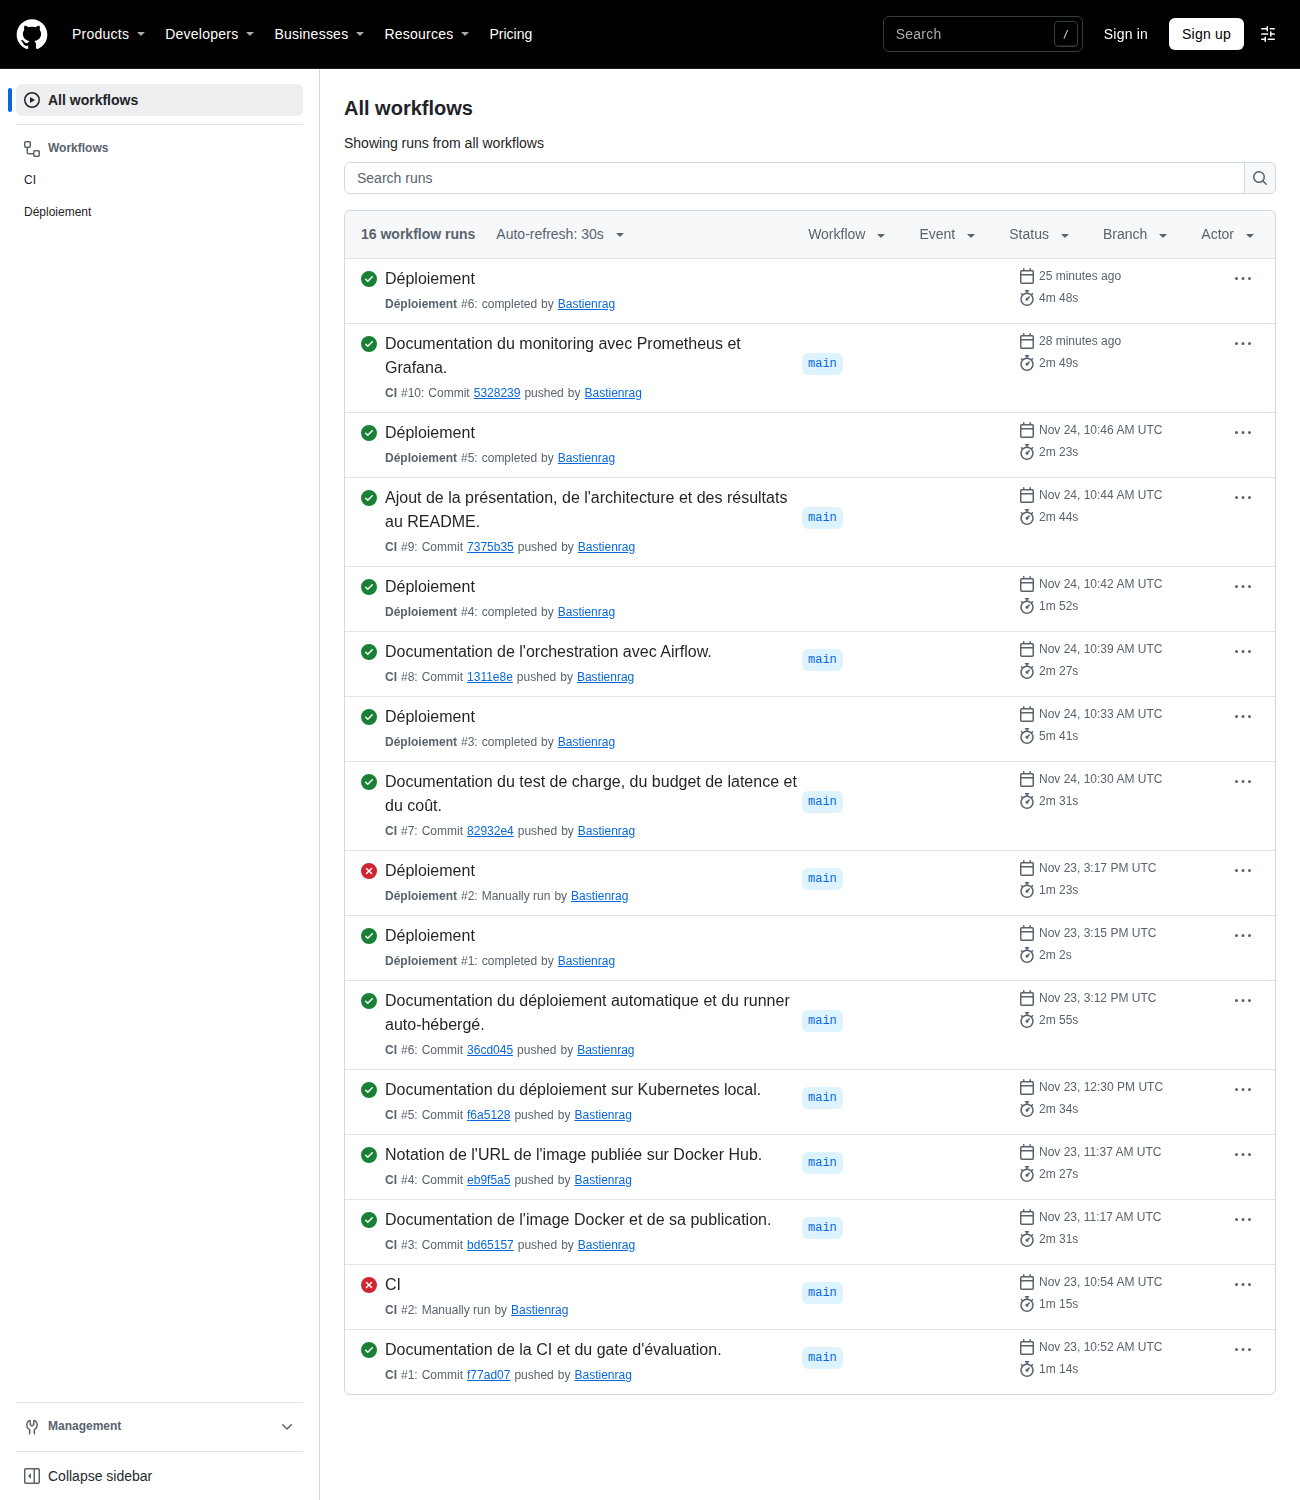 Products Developers Businesses Resources Pricing Search / Sign in Sign up
All workflows
Workflows
CI
Déploiement
Management
Collapse sidebar
All workflows
Showing runs from all workflows
Search runs
16 workflow runs Auto-refresh: 30s Workflow Event Status Branch Actor
Déploiement
Déploiement #6: completed by Bastienrag
25 minutes ago
4m 48s
Documentation du monitoring avec Prometheus et
Grafana.
CI #10: Commit 5328239 pushed by Bastienrag
main
28 minutes ago
2m 49s
Déploiement
Déploiement #5: completed by Bastienrag
Nov 24, 10:46 AM UTC
2m 23s
Ajout de la présentation, de l'architecture et des résultats
au README.
CI #9: Commit 7375b35 pushed by Bastienrag
main
Nov 24, 10:44 AM UTC
2m 44s
Déploiement
Déploiement #4: completed by Bastienrag
Nov 24, 10:42 AM UTC
1m 52s
Documentation de l'orchestration avec Airflow.
CI #8: Commit 1311e8e pushed by Bastienrag
main
Nov 24, 10:39 AM UTC
2m 27s
Déploiement
Déploiement #3: completed by Bastienrag
Nov 24, 10:33 AM UTC
5m 41s
Documentation du test de charge, du budget de latence et
du coût.
CI #7: Commit 82932e4 pushed by Bastienrag
main
Nov 24, 10:30 AM UTC
2m 31s
Déploiement
Déploiement #2: Manually run by Bastienrag
main
Nov 23, 3:17 PM UTC
1m 23s
Déploiement
Déploiement #1: completed by Bastienrag
Nov 23, 3:15 PM UTC
2m 2s
Documentation du déploiement automatique et du runner
auto-hébergé.
CI #6: Commit 36cd045 pushed by Bastienrag
main
Nov 23, 3:12 PM UTC
2m 55s
Documentation du déploiement sur Kubernetes local.
CI #5: Commit f6a5128 pushed by Bastienrag
main
Nov 23, 12:30 PM UTC
2m 34s
Notation de l'URL de l'image publiée sur Docker Hub.
CI #4: Commit eb9f5a5 pushed by Bastienrag
main
Nov 23, 11:37 AM UTC
2m 27s
Documentation de l'image Docker et de sa publication.
CI #3: Commit bd65157 pushed by Bastienrag
main
Nov 23, 11:17 AM UTC
2m 31s
CI
CI #2: Manually run by Bastienrag
main
Nov 23, 10:54 AM UTC
1m 15s
Documentation de la CI et du gate d'évaluation.
CI #1: Commit f77ad07 pushed by Bastienrag
main
Nov 23, 10:52 AM UTC
1m 14s